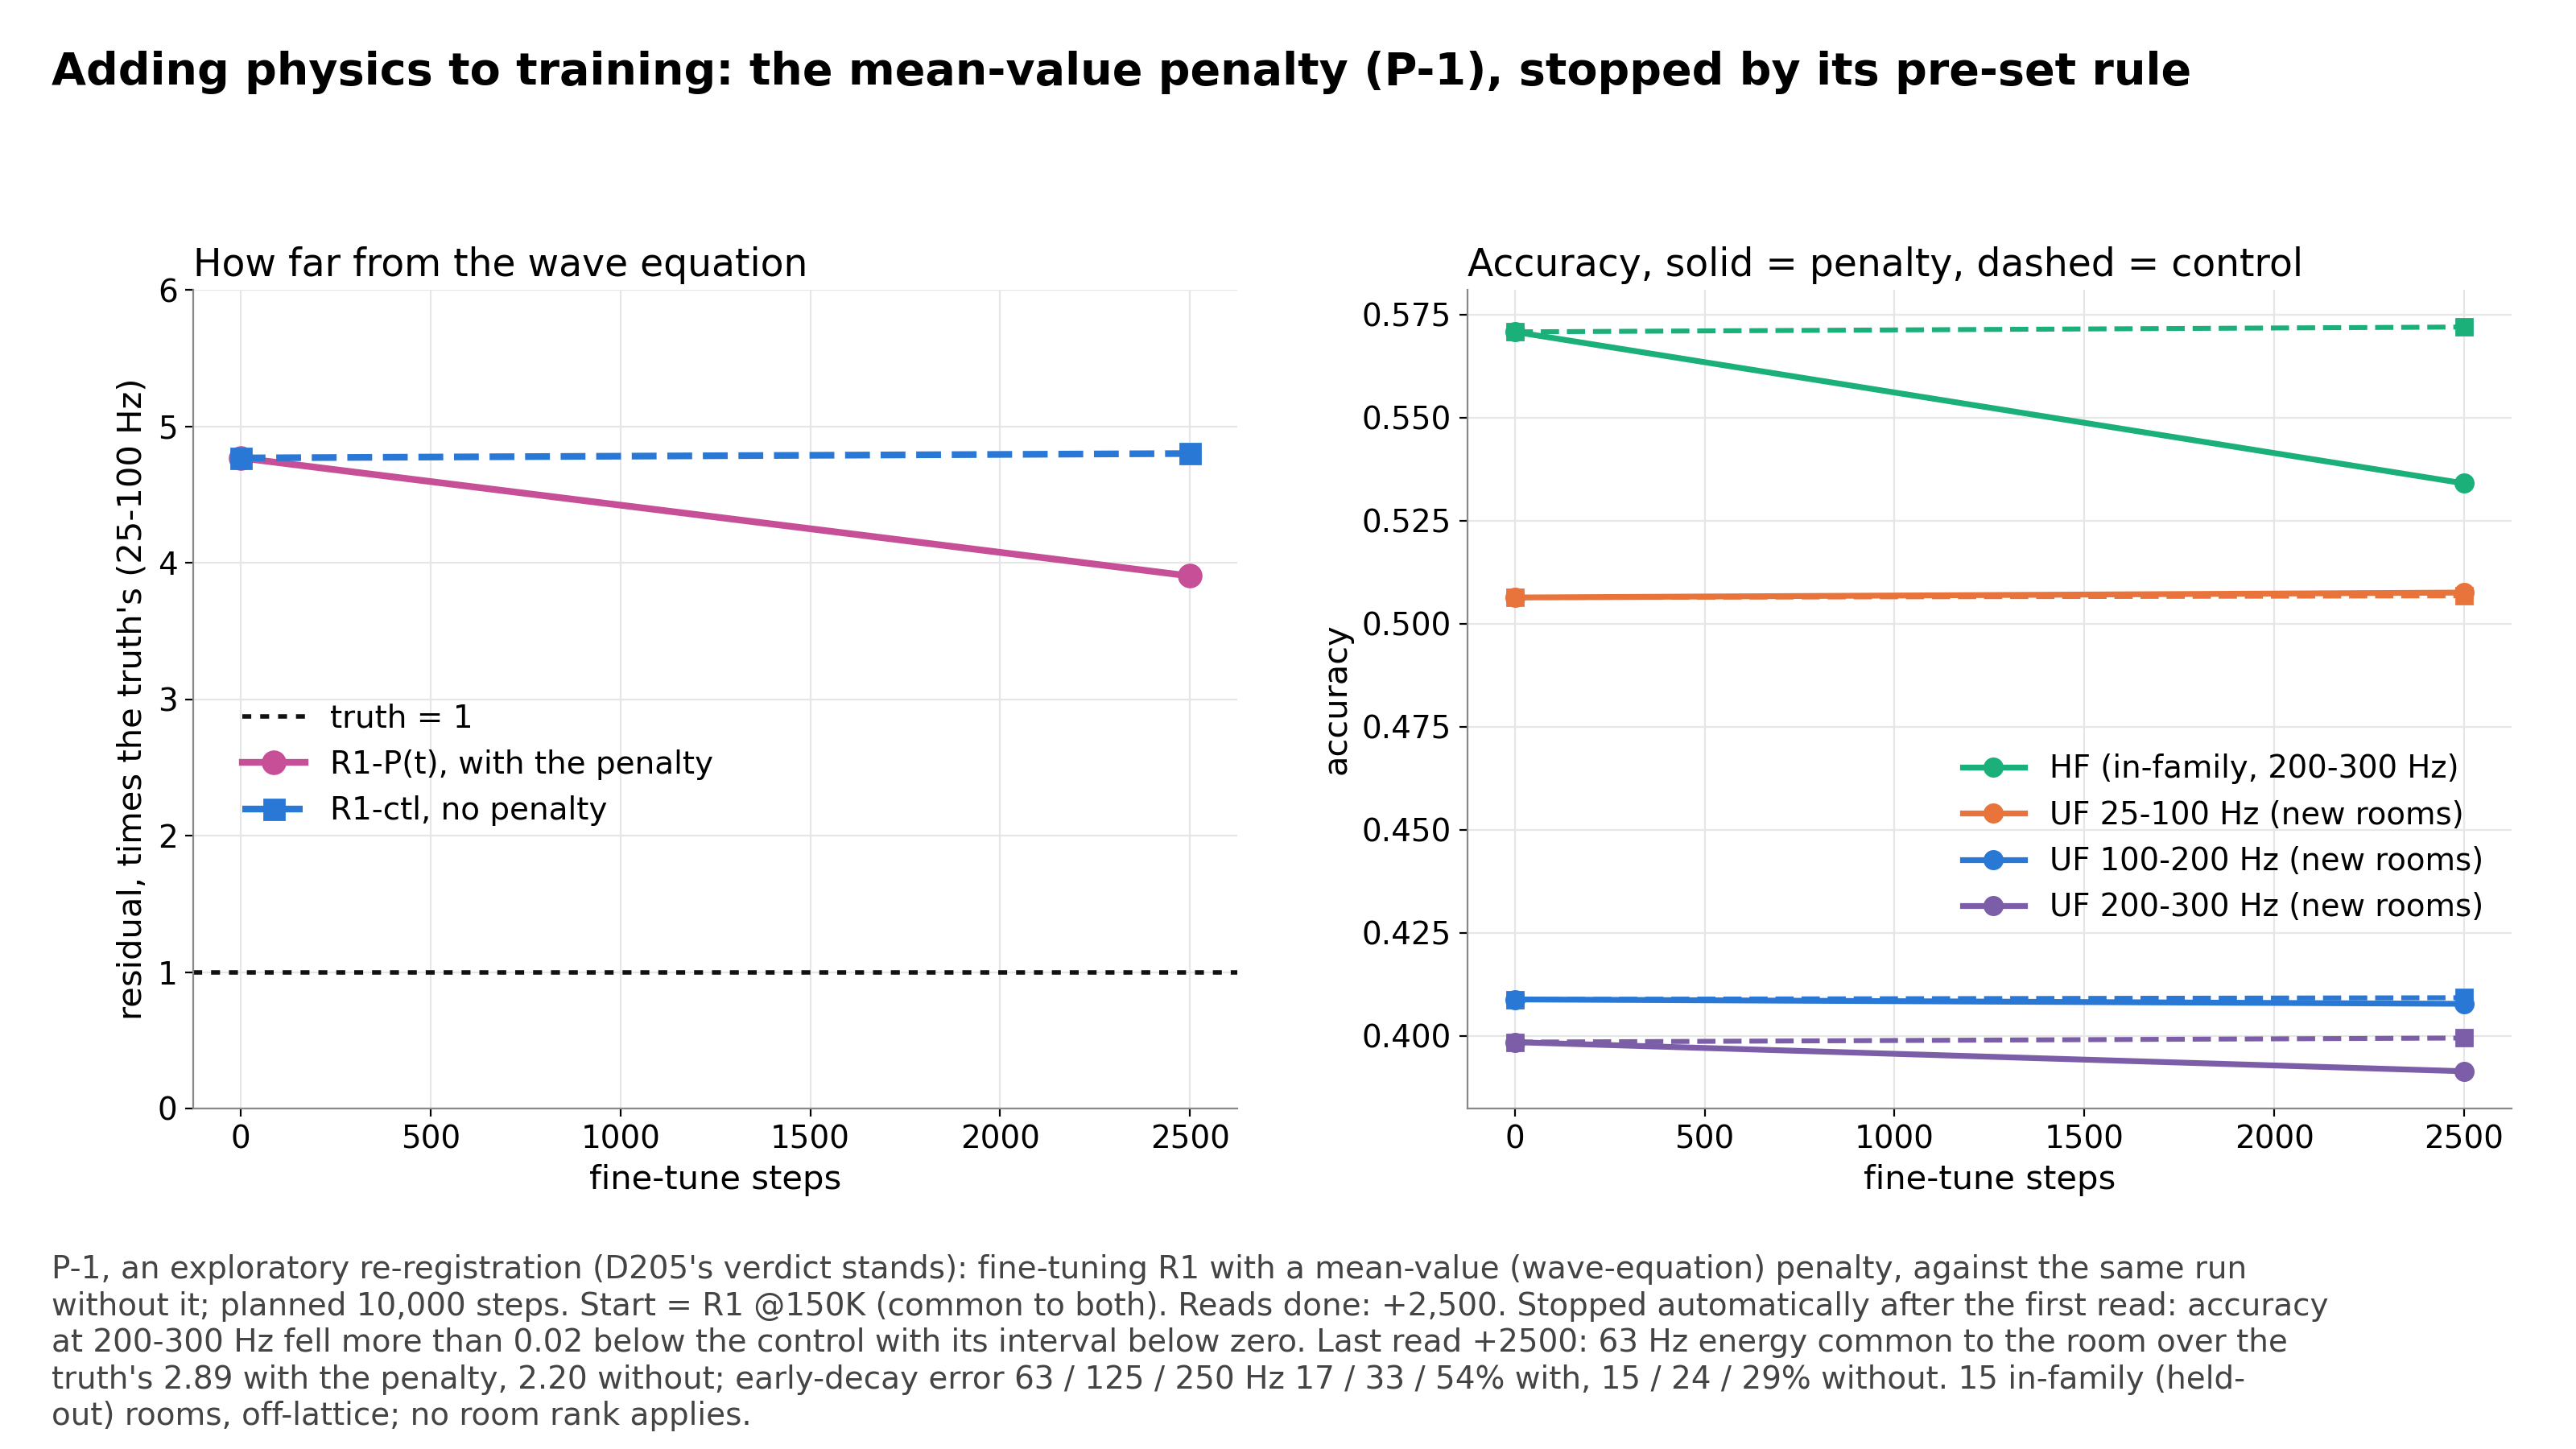 Adding physics to training: the mean-value penalty (P-1), stopped by its pre-set rule
How far from the wave equation
residual, times the truth's (25-100 Hz)
6
5
4
3
2
1
0
truth = 1
R1-P(t), with the penalty
R1-ctl, no penalty
0 500 1000 1500 2000 2500
fine-tune steps
Accuracy, solid = penalty, dashed = control
accuracy
0.575
0.550
0.525
0.500
0.475
0.450
0.425
0.400
HF (in-family, 200-300 Hz)
UF 25-100 Hz (new rooms)
UF 100-200 Hz (new rooms)
UF 200-300 Hz (new rooms)
0 500 1000 1500 2000 2500
fine-tune steps
P-1, an exploratory re-registration (D205's verdict stands): fine-tuning R1 with a mean-value (wave-equation) penalty, against the same run
without it; planned 10,000 steps. Start = R1 @150K (common to both). Reads done: +2,500. Stopped automatically after the first read: accuracy
at 200-300 Hz fell more than 0.02 below the control with its interval below zero. Last read +2500: 63 Hz energy common to the room over the
truth's 2.89 with the penalty, 2.20 without; early-decay error 63 / 125 / 250 Hz 17 / 33 / 54% with, 15 / 24 / 29% without. 15 in-family (held-
out) rooms, off-lattice; no room rank applies.